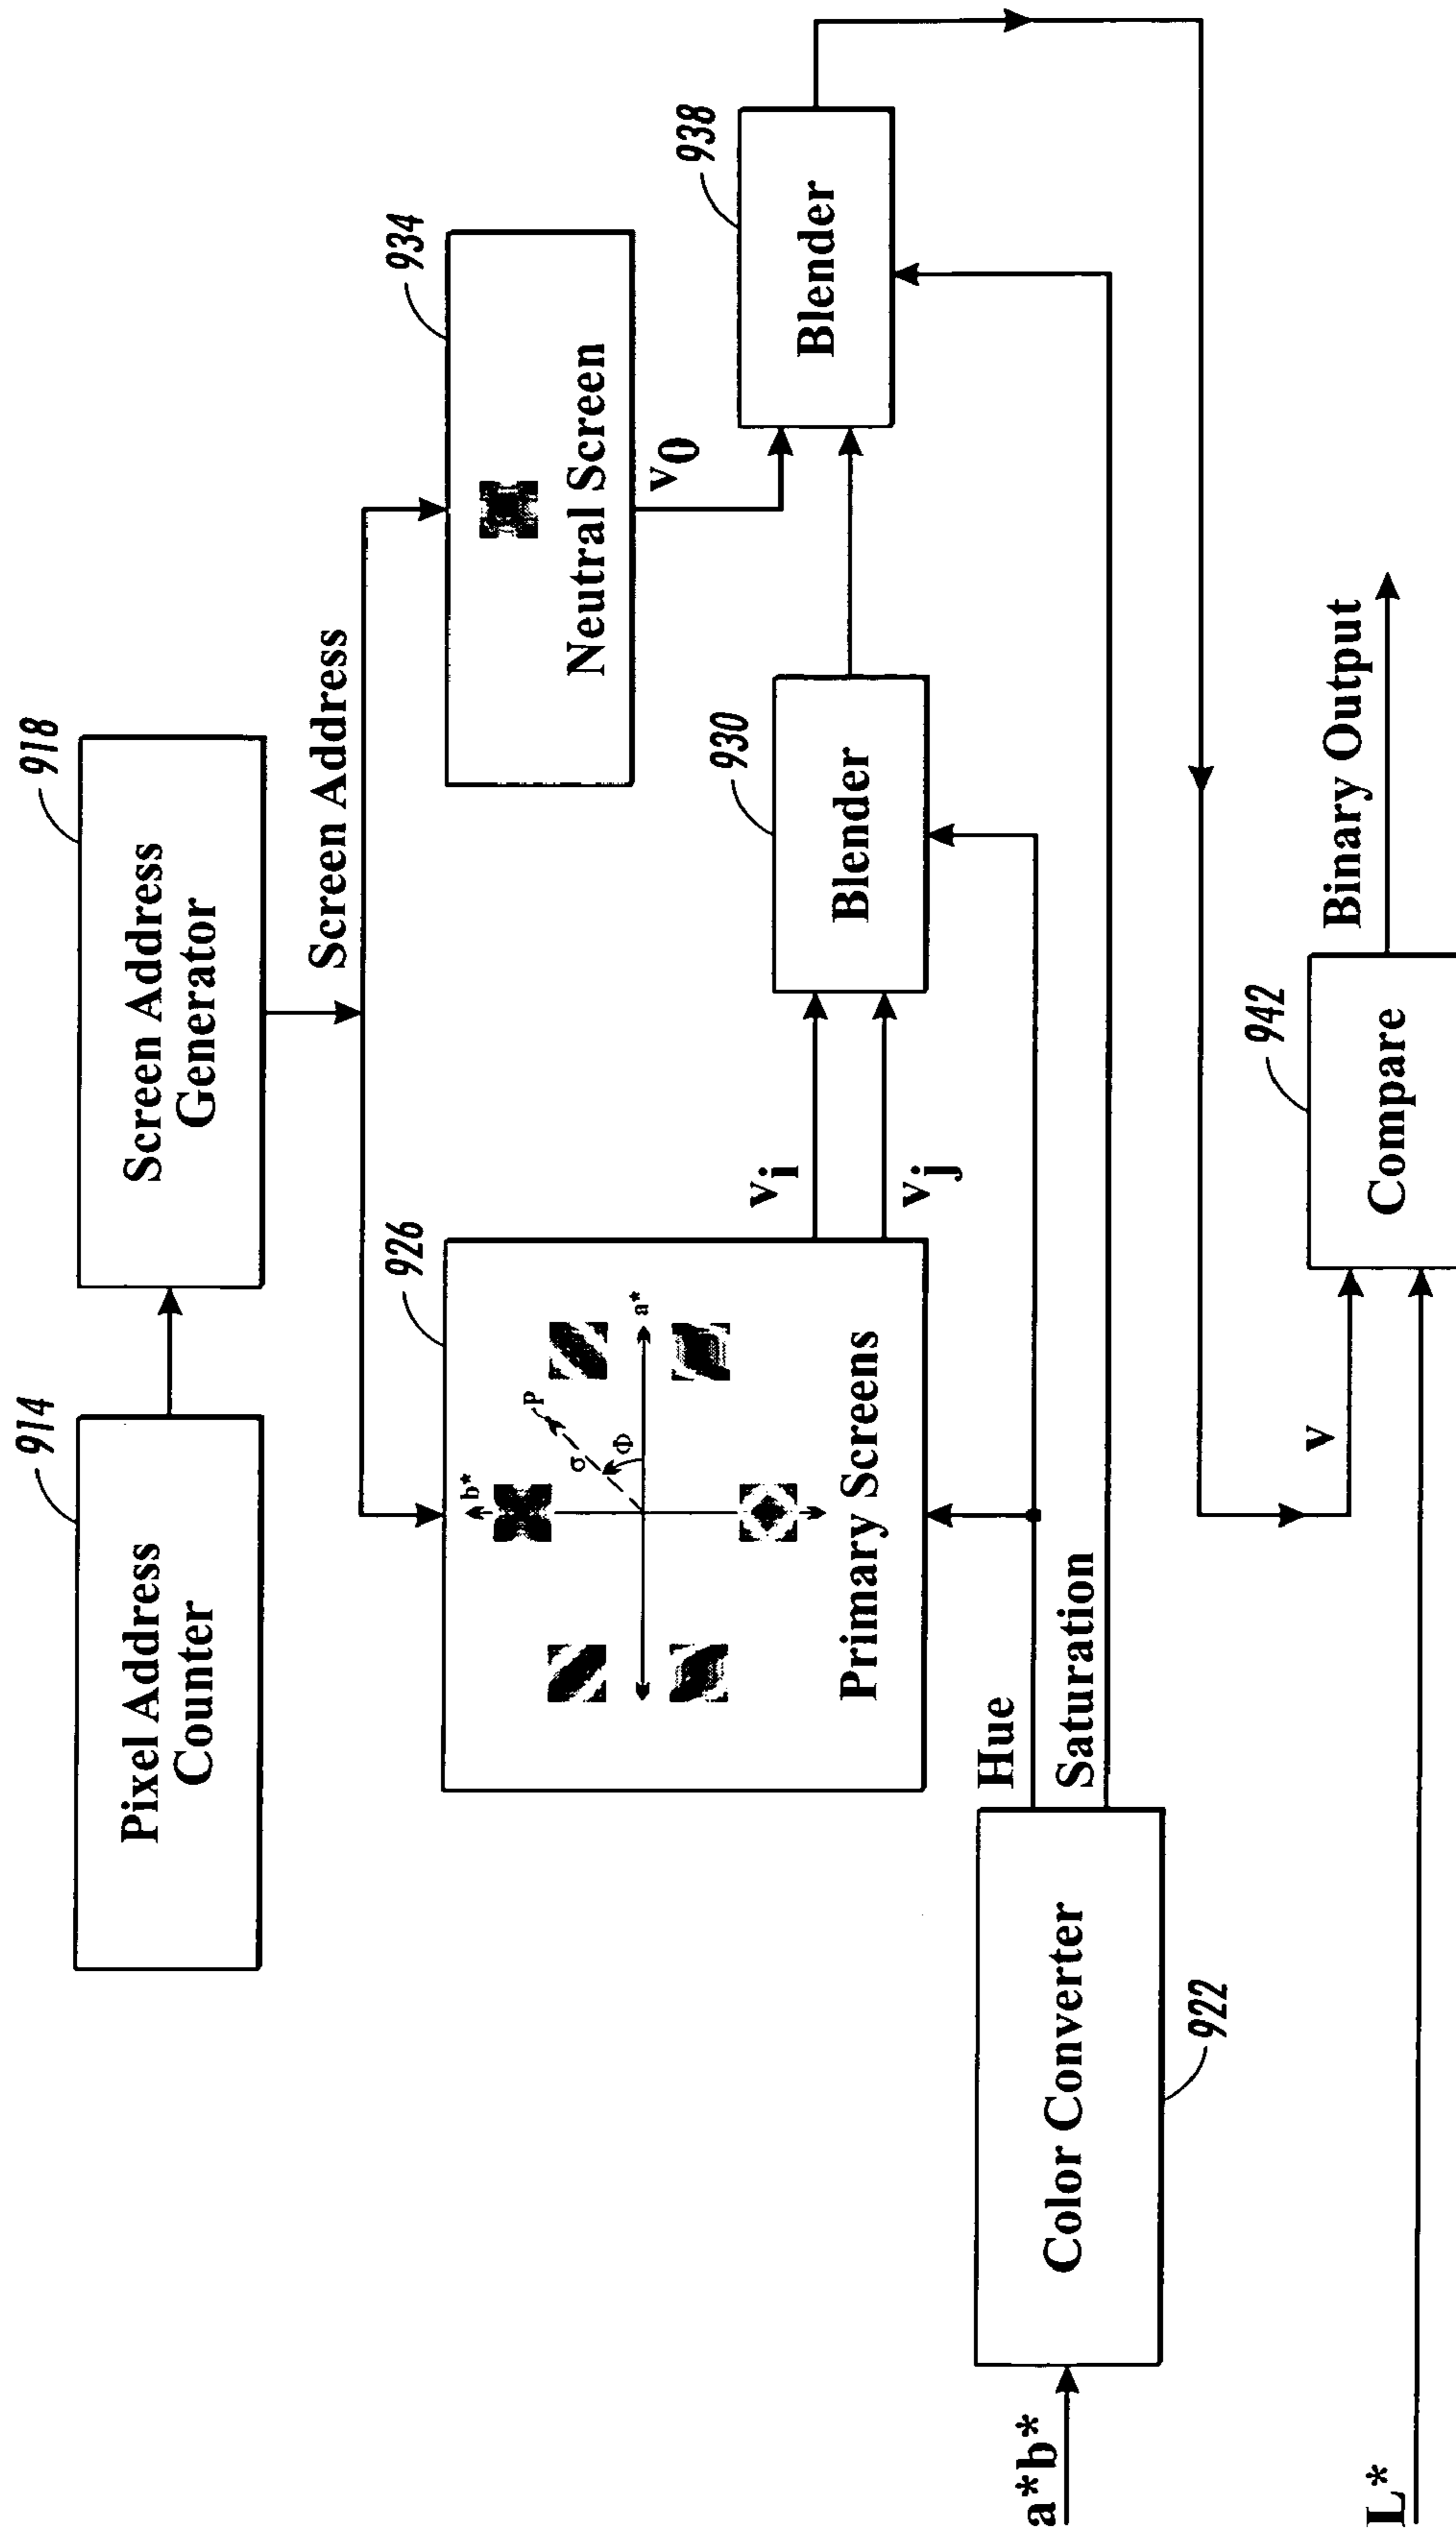 914
Pixel Address
Counter
918
Screen Address
Generator
Screen Address
926
b*
a*
P
σ
Φ
Primary Screens
vi
vj
934
Neutral Screen
v0
930
Blender
938
Blender
a*b*
Color Converter
922
Hue
Saturation
L*
v
942
Compare
Binary Output